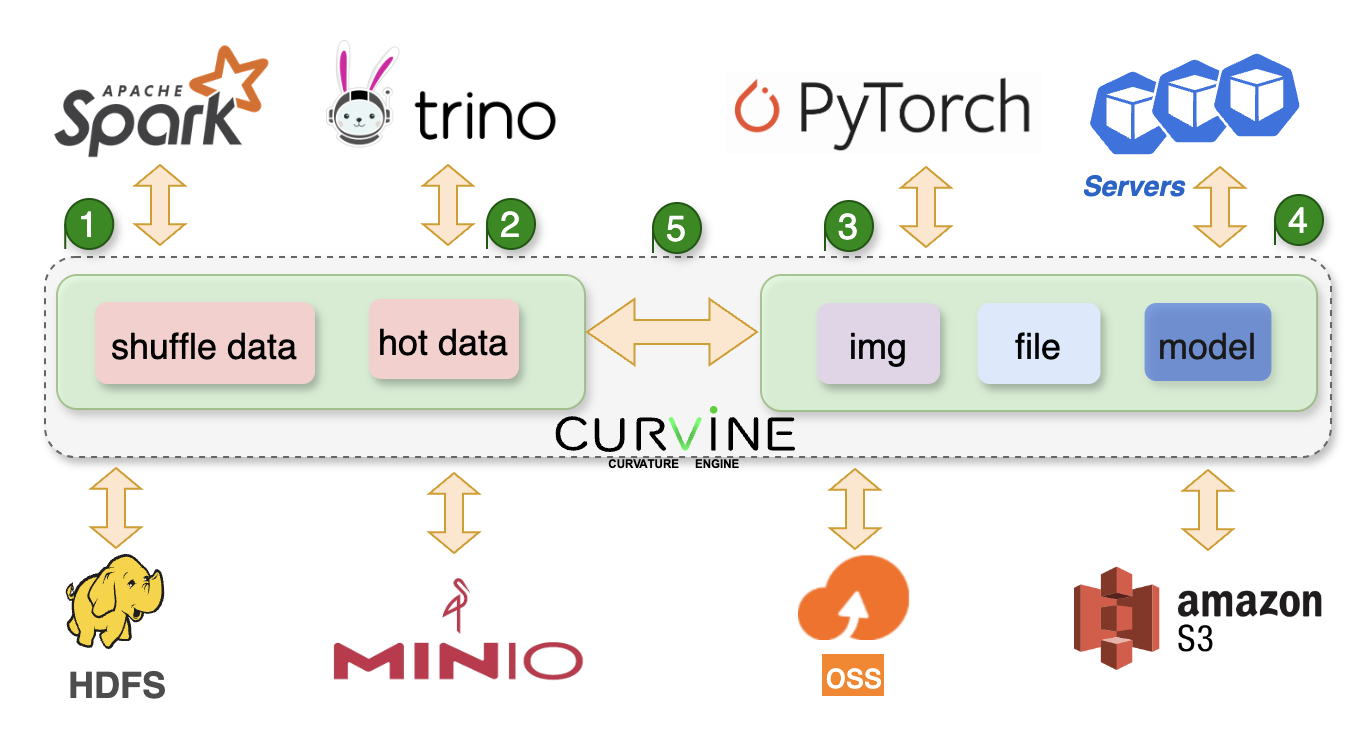 APACHE
Spark
trino
PyTorch
Servers
1
2
5
3
4
shuffle data
hot data
img
file
model
CURViNE
CURVATURE ENGINE
HDFS
MINIO
OSS
amazon
S3